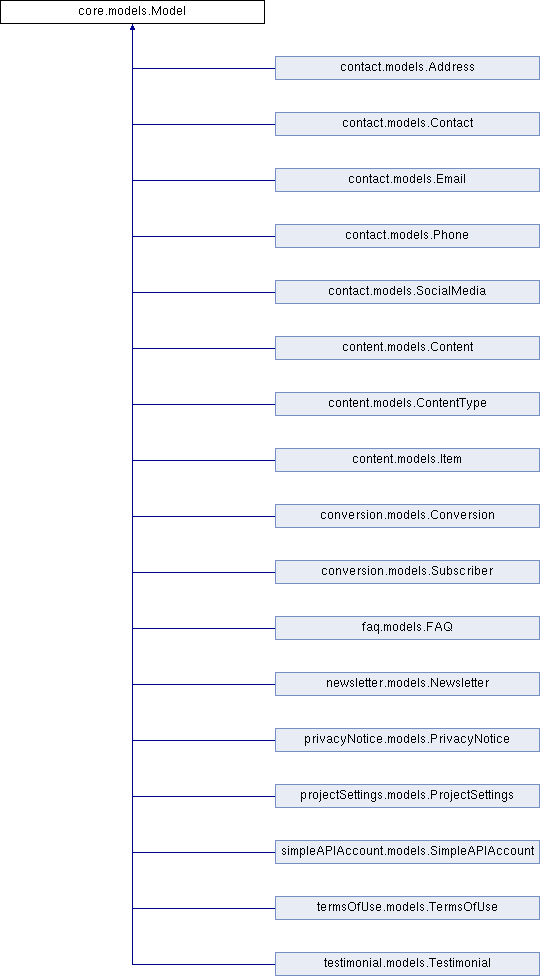 core.models.Model
contact.models.Address
contact.models.Contact
contact.models.Email
contact.models.Phone
contact.models.SocialMedia
content.models.Content
content.models.ContentType
content.models.Item
conversion.models.Conversion
conversion.models.Subscriber
faq.models.FAQ
newsletter.models.Newsletter
privacyNotice.models.PrivacyNotice
projectSettings.models.ProjectSettings
simpleAPIAccount.models.SimpleAPIAccount
termsOfUse.models.TermsOfUse
testimonial.models.Testimonial